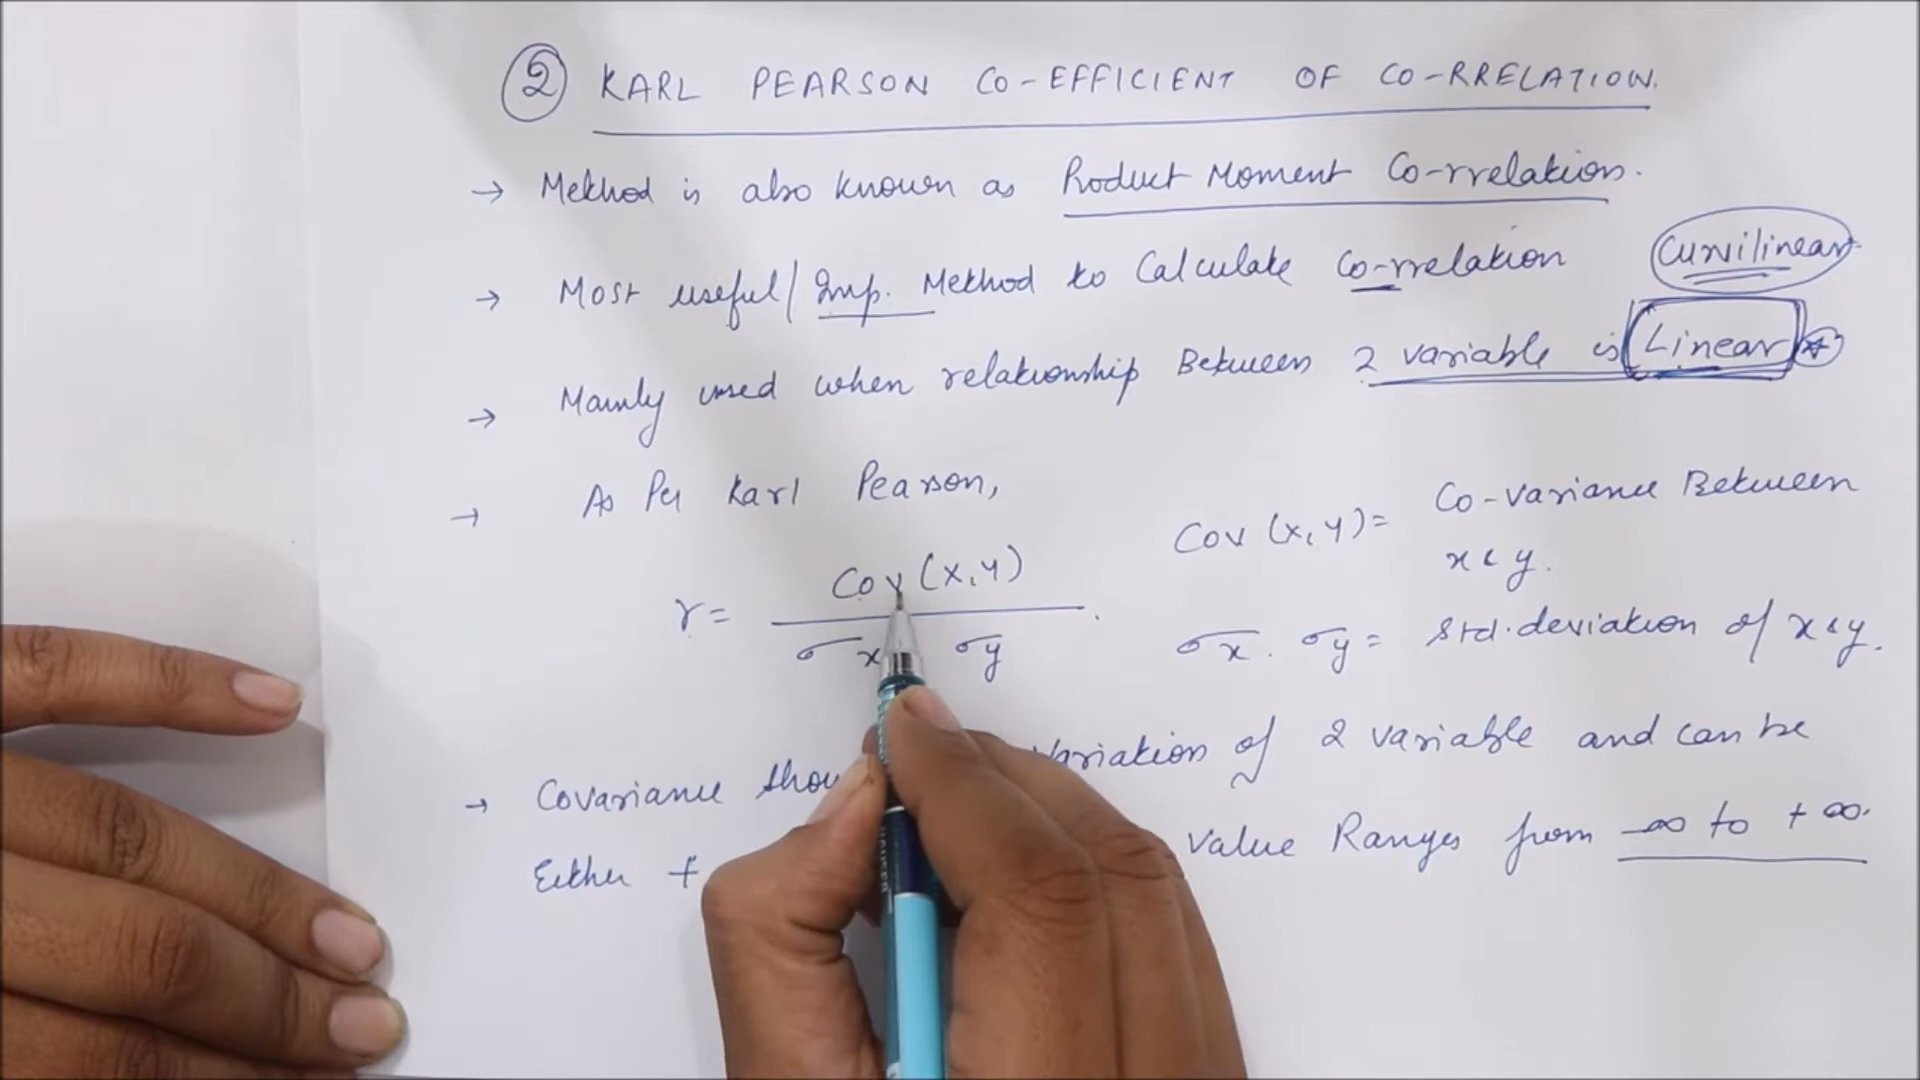 ② KARL PEARSON CO-EFFICIENT OF CO-RRELATION.
→ Method is also known as Product Moment Co-rrelation.
→ Most useful/Imp. Method to Calculate Co-rrelation
Curvilinear
→ Mainly used when relationship Between 2 variable is Linear ☆
→ As Per Karl Pearson,
r = Cov (x,y)
σx σy
Cov (x,y) = Co-variance Between
x & y.
σx . σy = Std. deviation of x & y.
→ Covariance variation of 2 variable and can be
Either + value Ranges from -∞ to +∞.